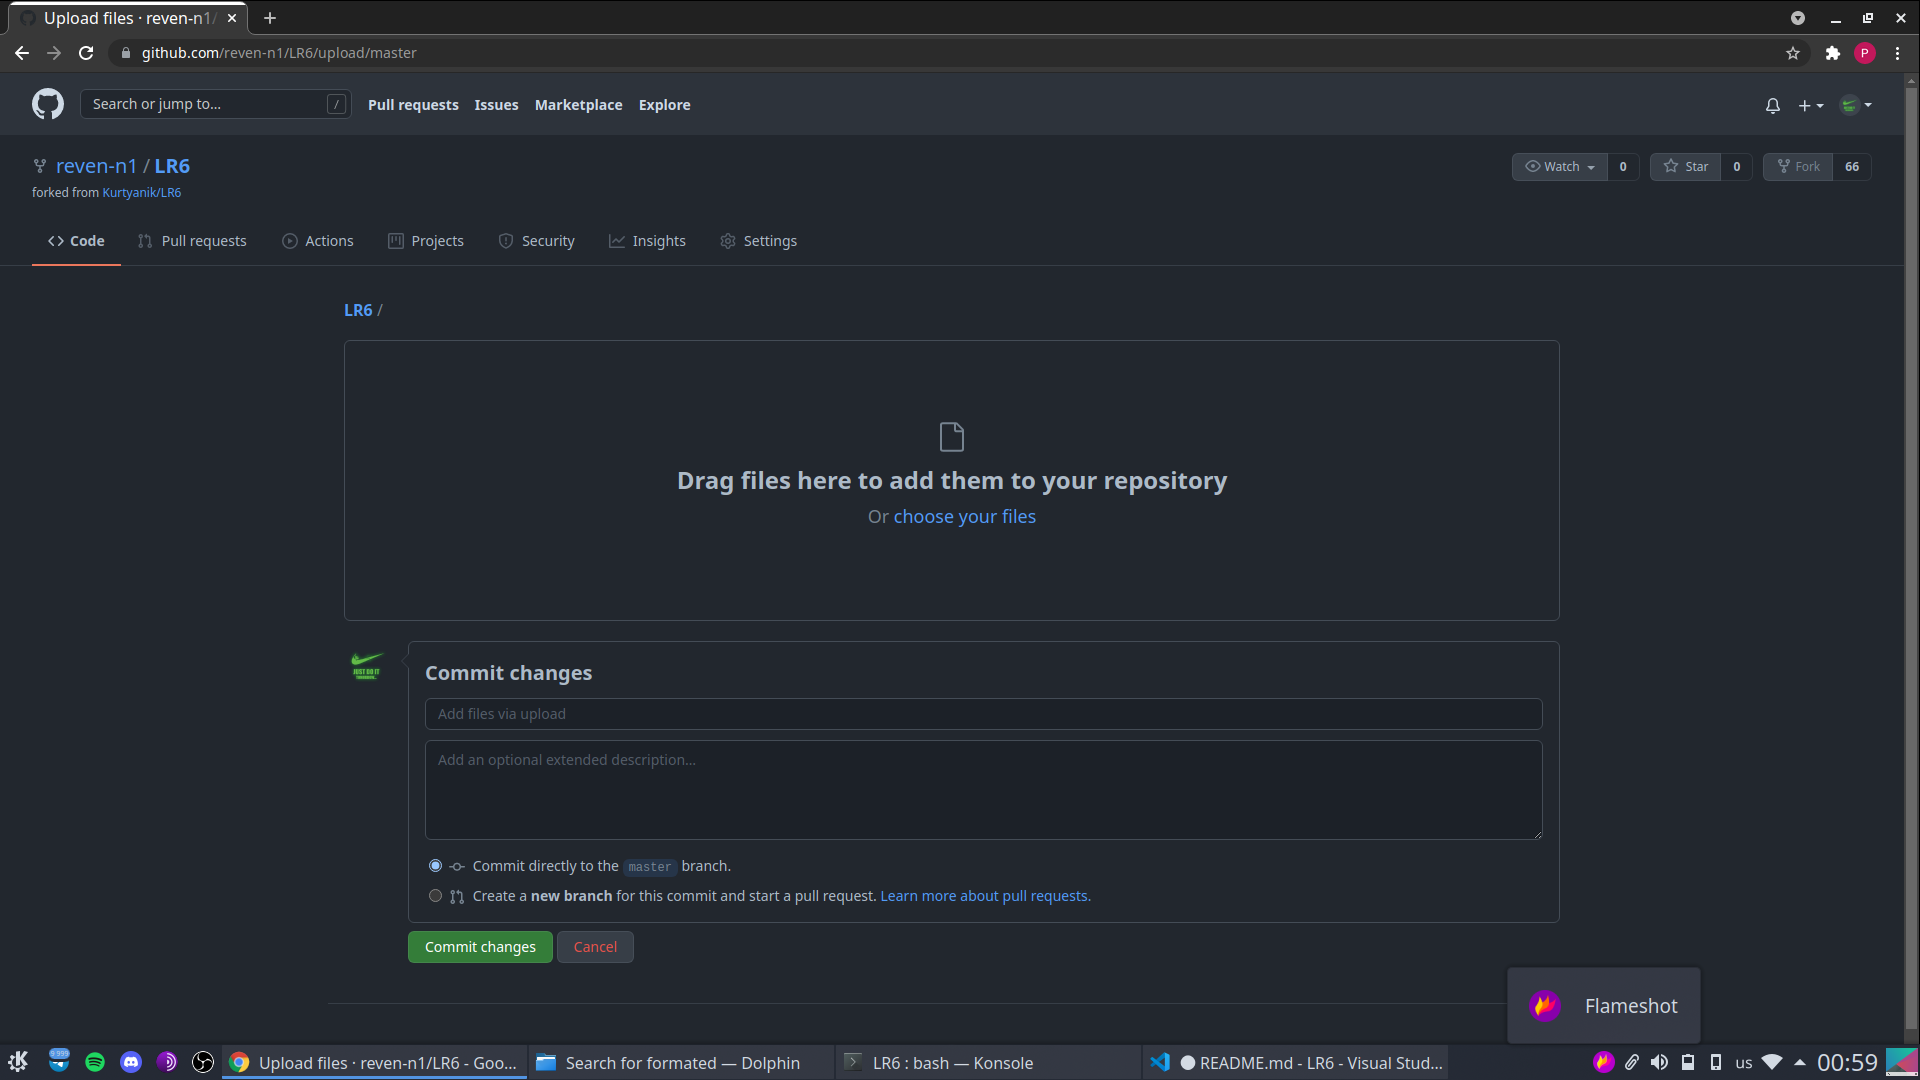 Upload files · reven-n1/
github.com/reven-n1/LR6/upload/master
P
Search or jump to...
/
Pull requests
Issues
Marketplace
Explore
reven-n1 / LR6
forked from Kurtyanik/LR6
Watch
0
Star
0
Fork
66
Code
Pull requests
Actions
Projects
Security
Insights
Settings
LR6 /
Drag files here to add them to your repository
Or choose your files
JUST DO IT
Commit changes
Add files via upload
Add an optional extended description...
Commit directly to the master branch.
Create a new branch for this commit and start a pull request. Learn more about pull requests.
Commit changes
Cancel
Flameshot
9,999
Upload files · reven-n1/LR6 - Goo...
Search for formated — Dolphin
LR6 : bash — Konsole
README.md - LR6 - Visual Stud...
us
00:59